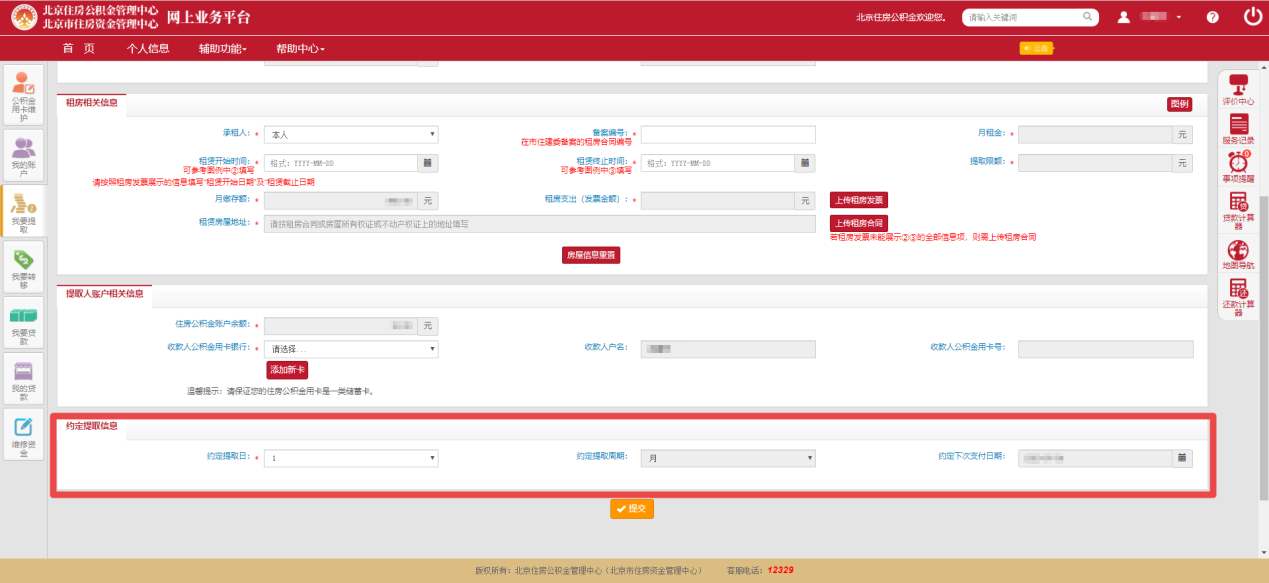 北京住房公积金管理中心
北京市住房资金管理中心
网上业务平台
北京住房公积金欢迎您。
请输入关键词
首 页
个人信息
辅助功能
帮助中心
公告
公积金用卡维护
我的账户
我要提取
我要转移
我要贷款
我的贷款
维修资金
租房相关信息
图例
承租人：*
本人
备案编号：*
在市住建委备案的租房合同编号
月租金：*
元
租赁开始时间：*
可参考图例中②填写
格式：YYYY-MM-DD
租赁终止时间：*
可参考图例中③填写
格式：YYYY-MM-DD
提取限额：*
元
请按照租房发票展示的信息填写"租赁开始日期"及"租赁截止日期
月缴存额：*
元
租房支出（发票金额）：*
元
上传租房发票
租赁房屋地址：*
请按租房合同或房屋所有权证或不动产权证上的地址填写
上传租房合同
若租房发票未能展示②③的全部信息项，则需上传租房合同
房屋信息重置
提取人账户相关信息
住房公积金账户余额：*
元
收款人公积金用卡银行：*
请选择...
收款人户名：
收款人公积金用卡号：
添加新卡
温馨提示：请保证您的住房公积金用卡是一类储蓄卡。
约定提取信息
约定提取日：*
1
约定提取周期：
月
约定下次支付日期：
提交
评价中心
服务记录
0
事项提醒
贷款计算器
地图导航
还款计算器
版权所有：北京住房公积金管理中心（北京市住房资金管理中心） 客服电话：12329